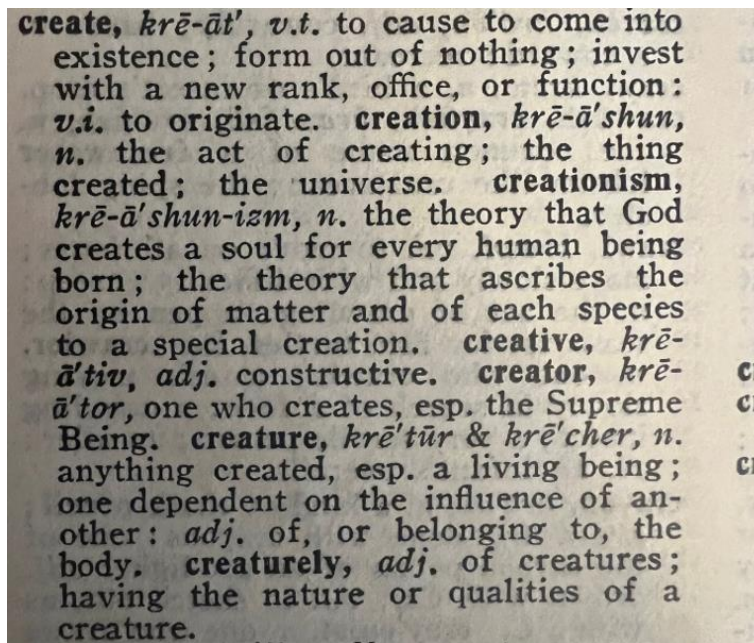 create, krē-āt′, v.t. to cause to come into
existence; form out of nothing; invest
with a new rank, office, or function:
v.i. to originate. creation, krē-ā′shun,
n. the act of creating; the thing
created; the universe. creationism,
krē-ā′shun-izm, n. the theory that God
creates a soul for every human being
born; the theory that ascribes the
origin of matter and of each species
to a special creation. creative, krē-
ā′tiv, adj. constructive. creator, krē-
ā′tor, one who creates, esp. the Supreme
Being. creature, krē′tūr & krē′cher, n.
anything created, esp. a living being;
one dependent on the influence of an-
other: adj. of, or belonging to, the
body. creaturely, adj. of creatures;
having the nature or qualities of a
creature.